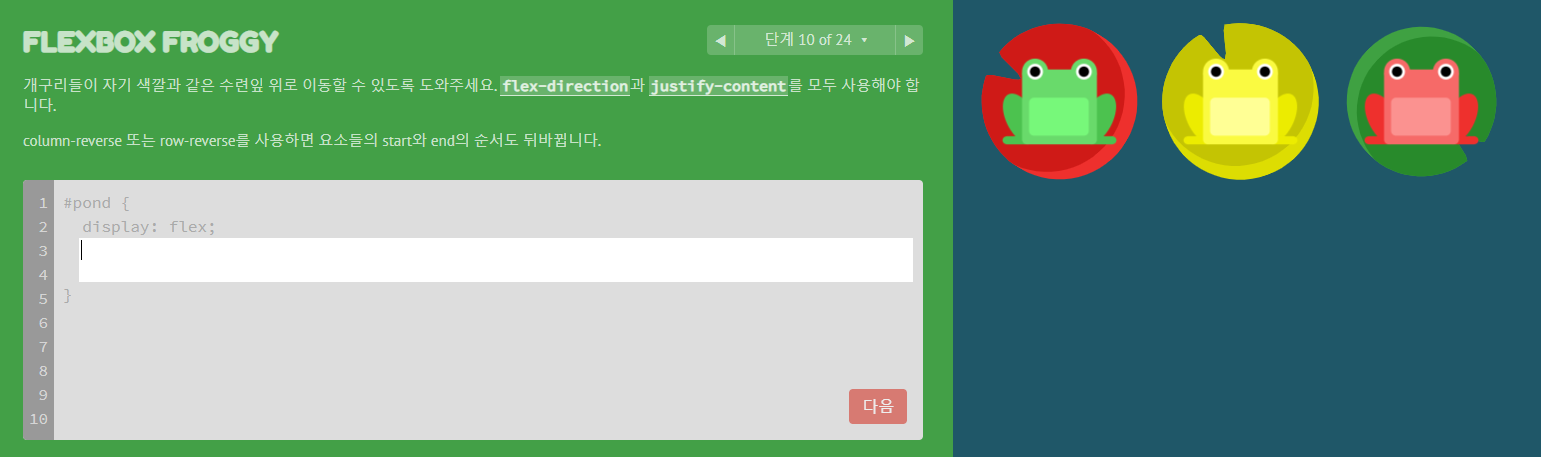 FLEXBOX FROGGY
◀ 단계 10 of 24 ▾ ▶
개구리들이 자기 색깔과 같은 수련잎 위로 이동할 수 있도록 도와주세요. flex-direction과 justify-content를 모두 사용해야 합
니다.
column-reverse 또는 row-reverse를 사용하면 요소들의 start와 end의 순서도 뒤바뀝니다.
1 #pond {
2 display: flex;
3
4
5 }
6
7
8
9
10
다음